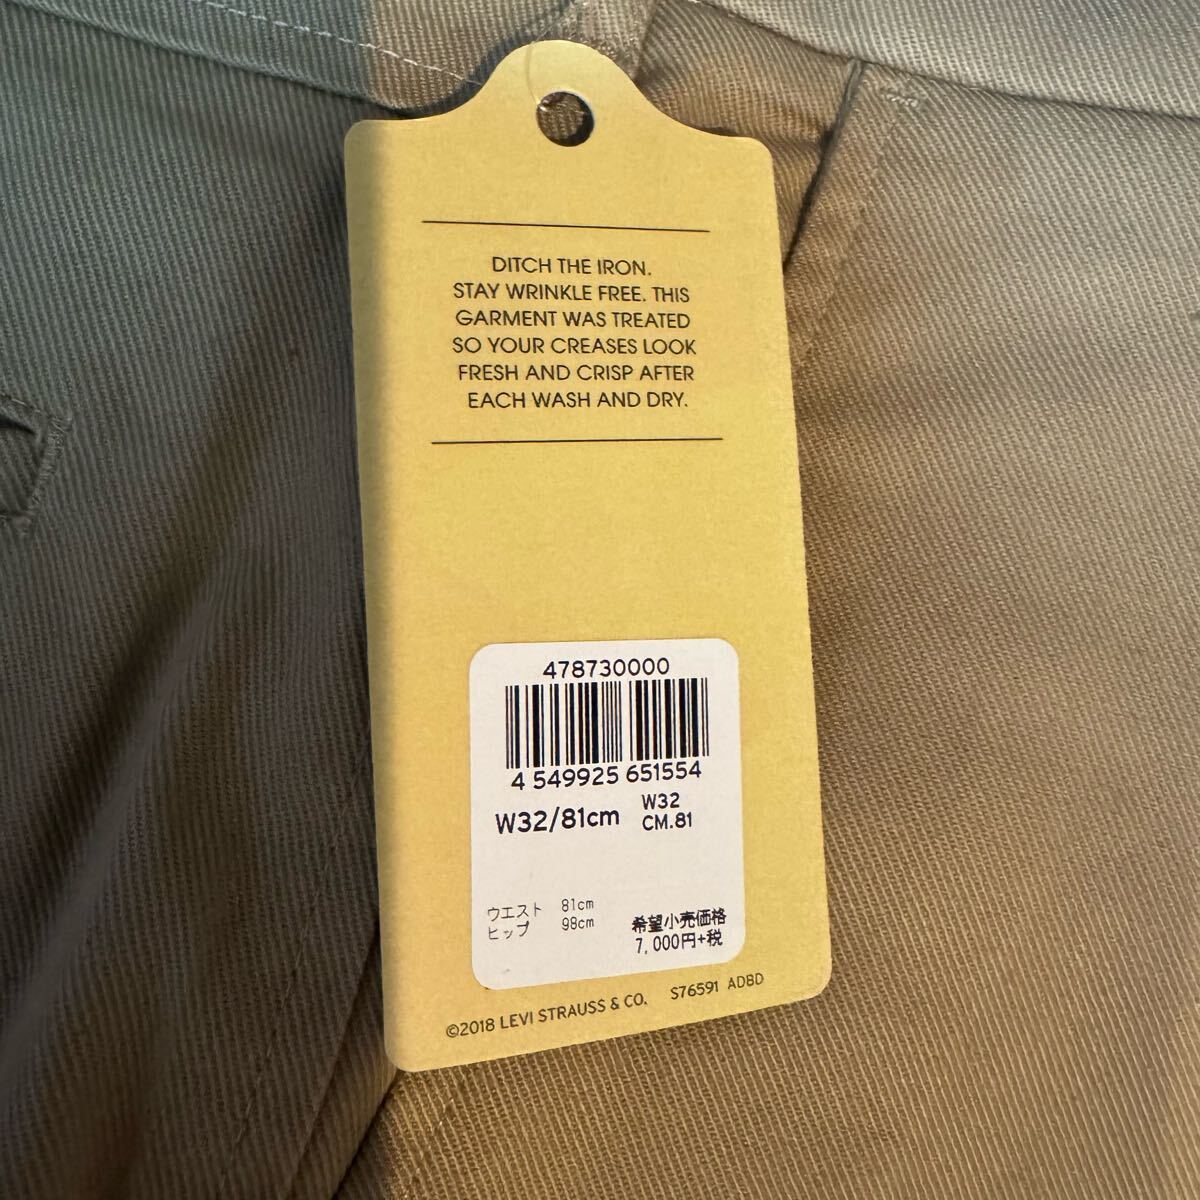 DITCH THE IRON.
STAY WRINKLE FREE. THIS
GARMENT WAS TREATED
SO YOUR CREASES LOOK
FRESH AND CRISP AFTER
EACH WASH AND DRY.
478730000
4 549925 651554
W32/81cm
W32
CM.81
ウエスト 81cm
ヒップ 98cm
希望小売価格
7,000円+税
©2018 LEVI STRAUSS & CO. S76591 ADBD